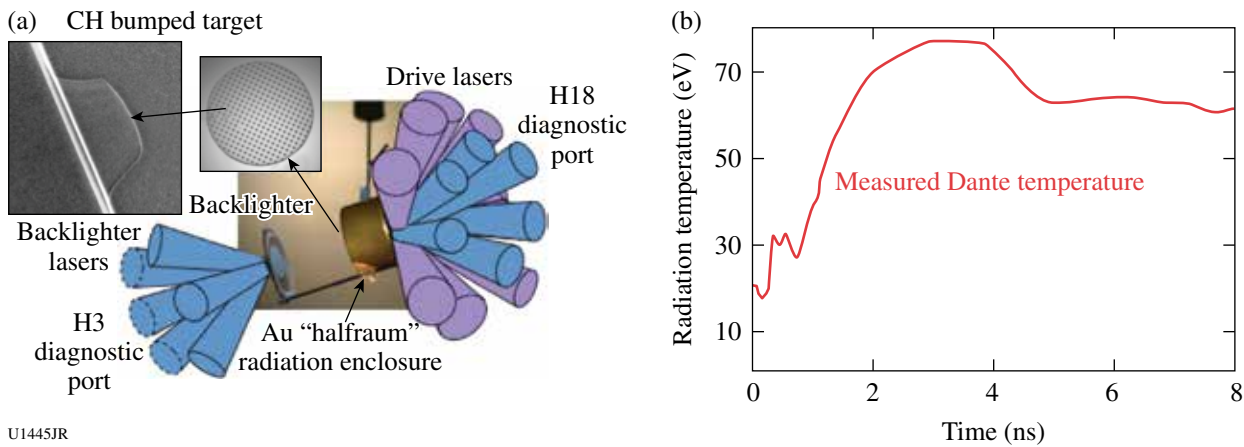 (a)
CH bumped target
Drive lasers
H18
diagnostic
port
Backlighter
Backlighter
lasers
H3
diagnostic
port
Au “halfraum”
radiation enclosure
U1445JR
(b)
Radiation temperature (eV)
70
50
30
10
Measured Dante temperature
0
2
4
6
8
Time (ns)